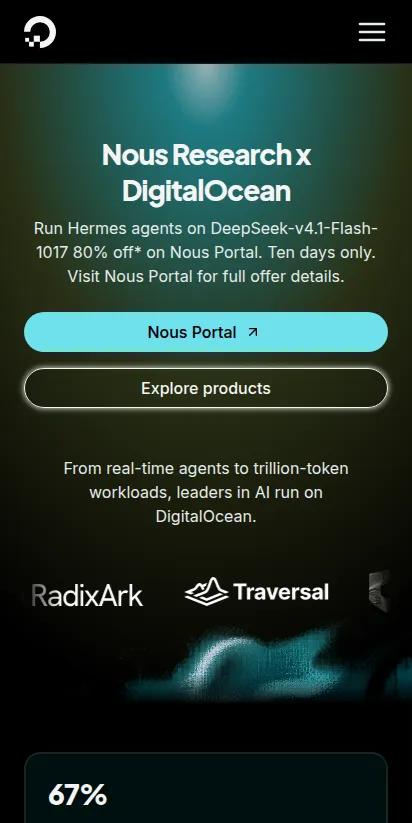 Nous Research x
DigitalOcean
Run Hermes agents on DeepSeek-v4.1-Flash-
1017 80% off* on Nous Portal. Ten days only.
Visit Nous Portal for full offer details.
Nous Portal
Explore products
From real-time agents to trillion-token
workloads, leaders in AI run on
DigitalOcean.
RadixArk
Traversal
67%